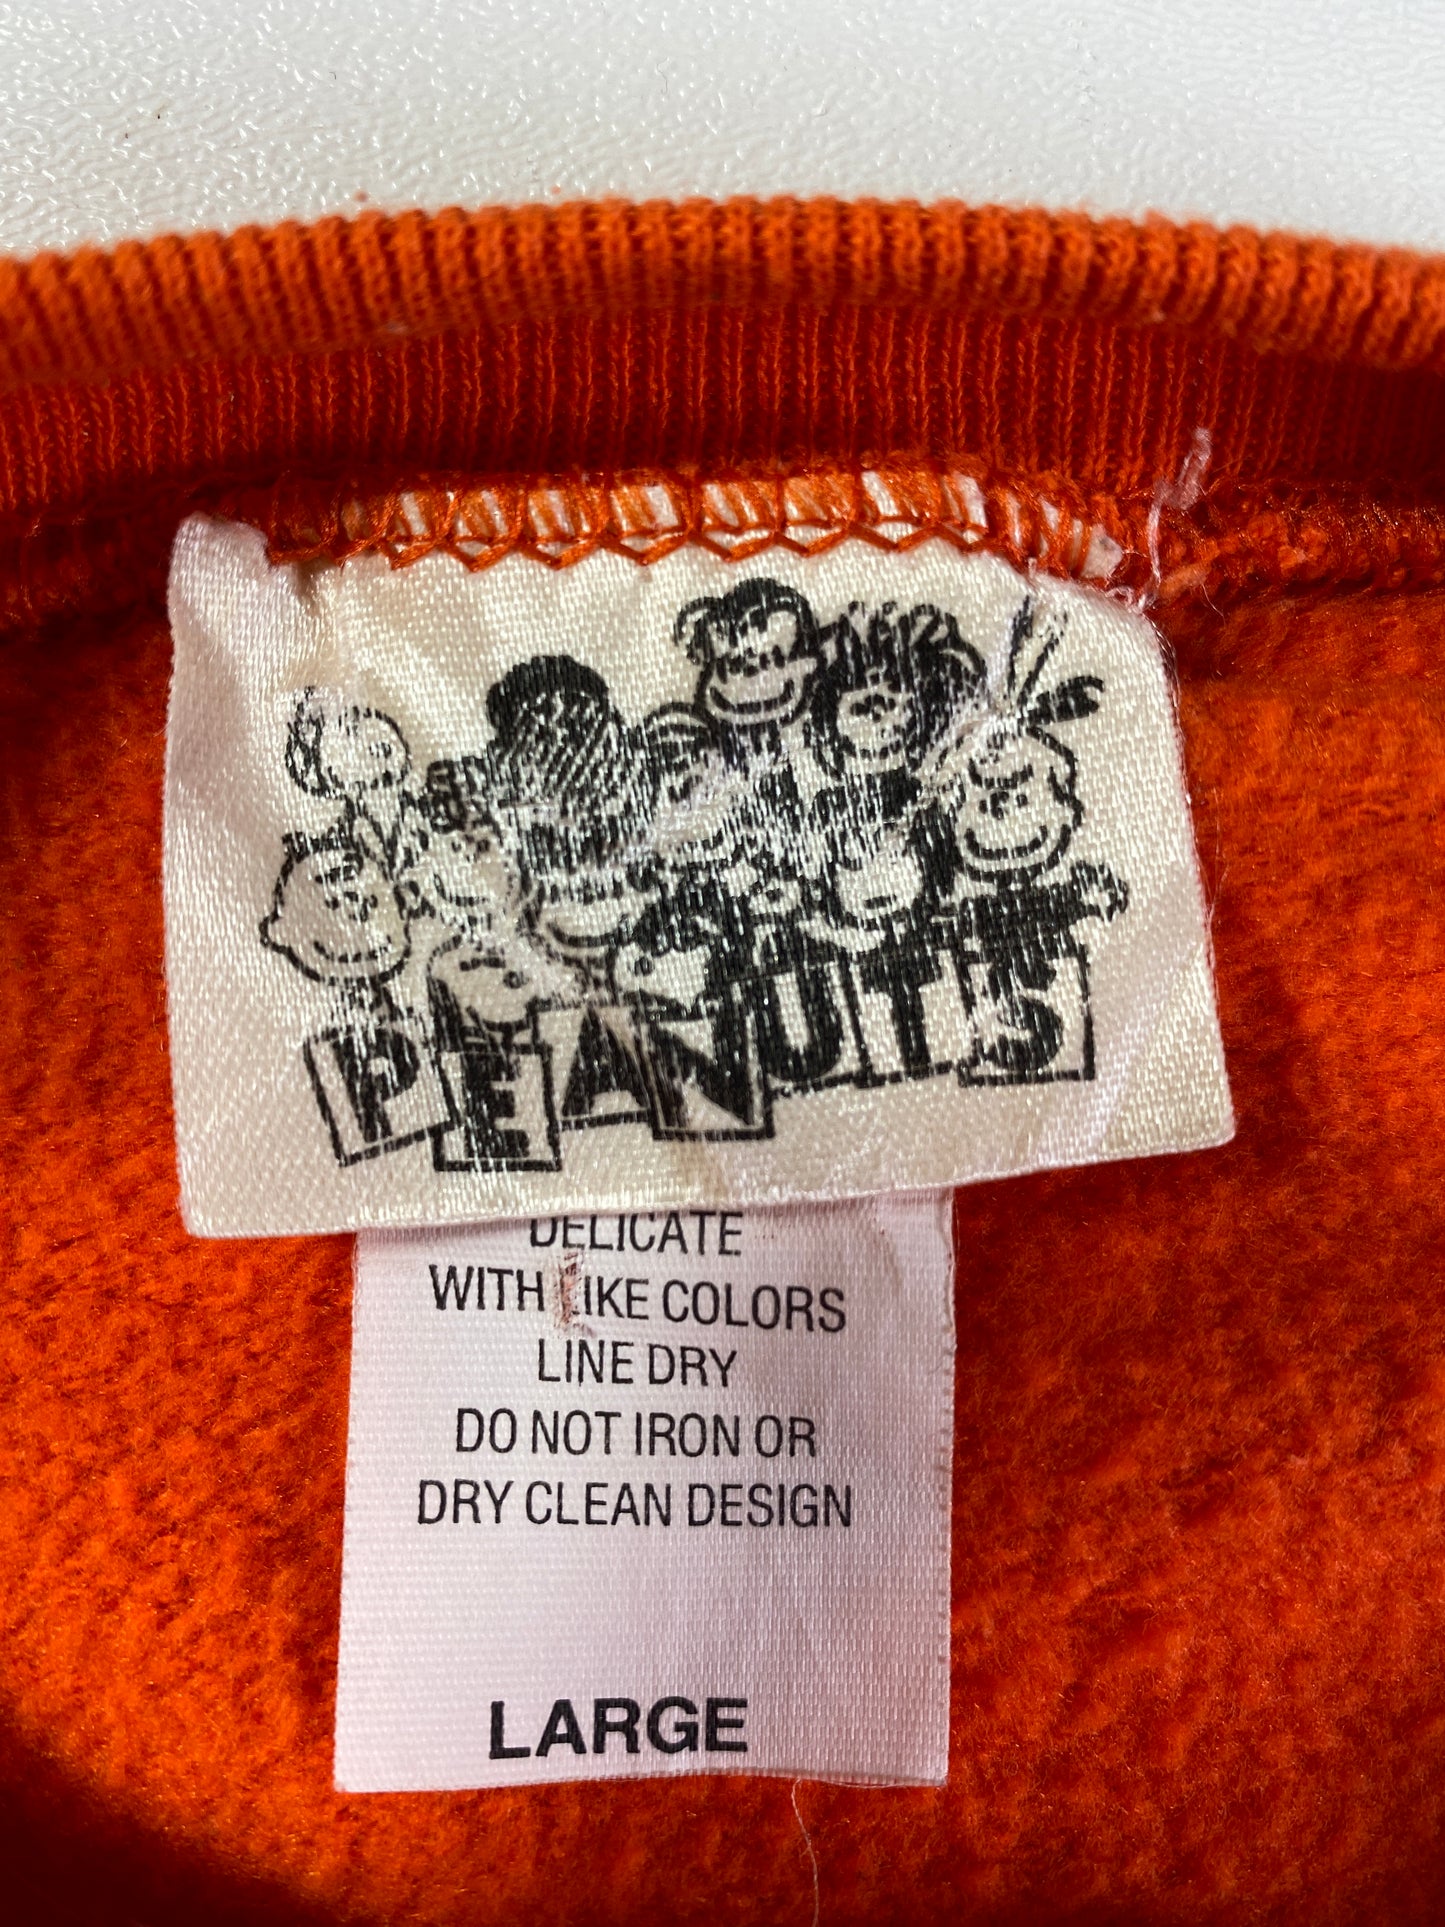 PEANUTS
DELICATE
WITH LIKE COLORS
LINE DRY
DO NOT IRON OR
DRY CLEAN DESIGN
LARGE